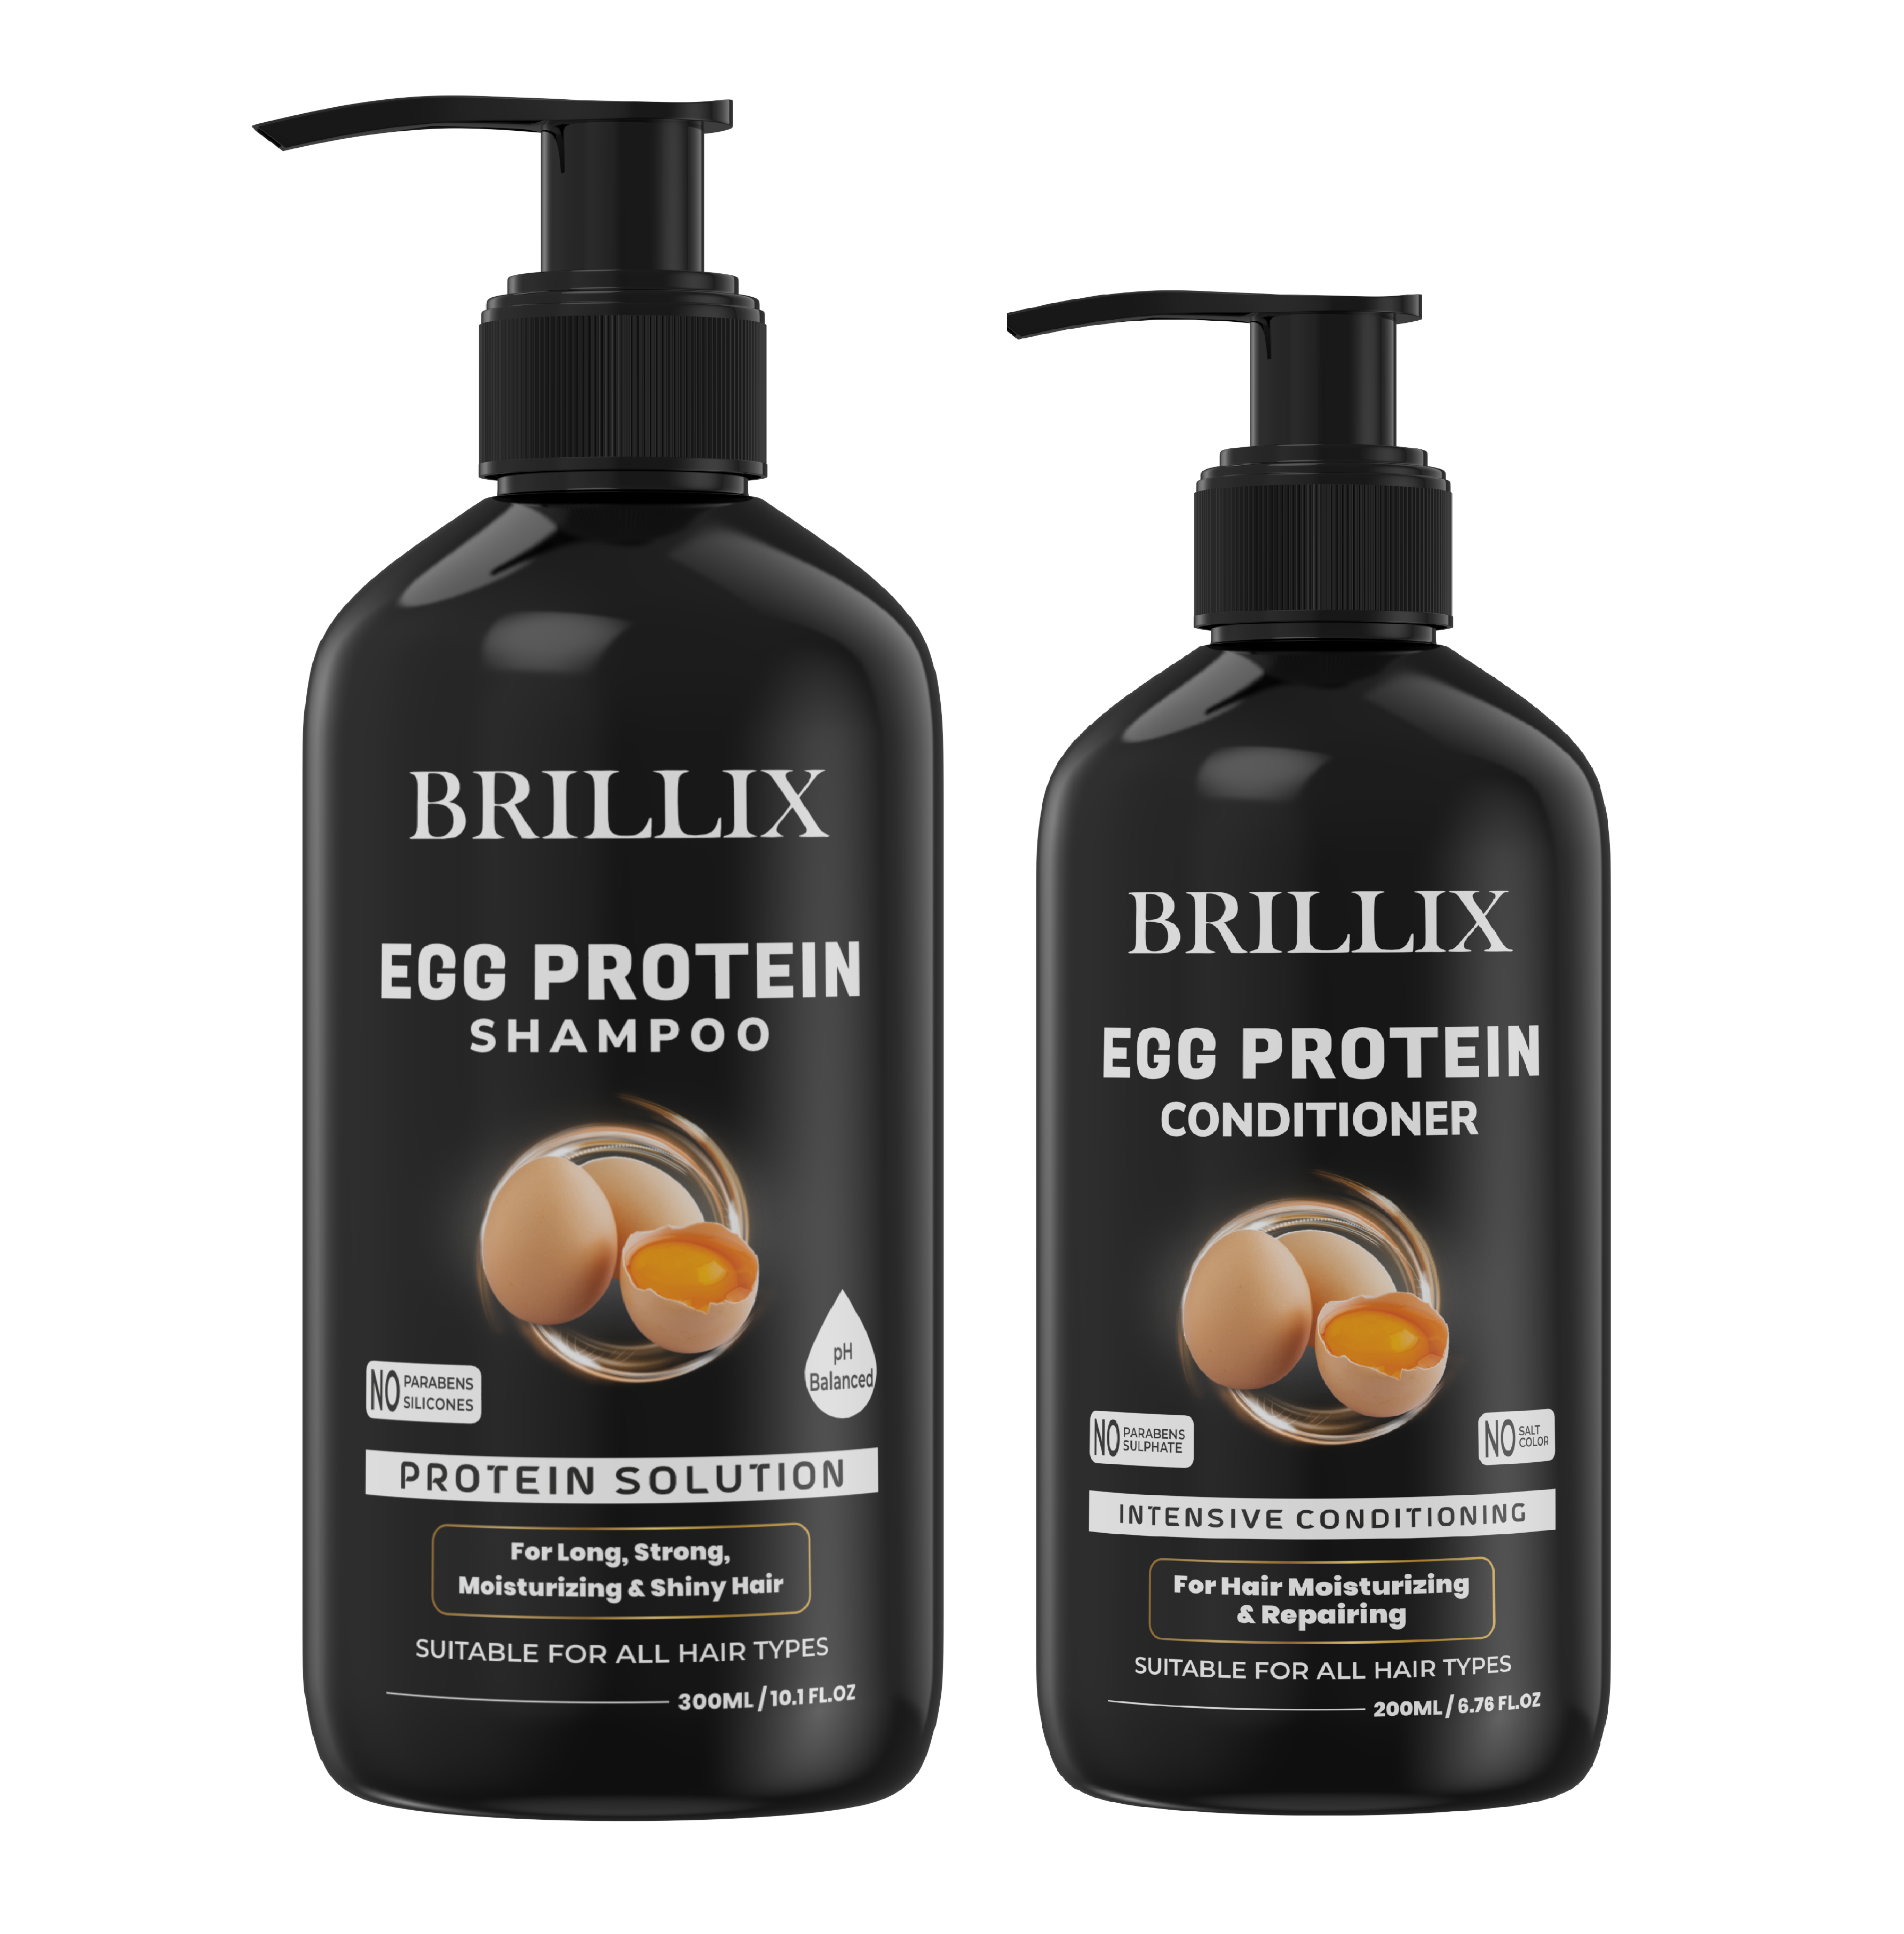 BRILLIX
EGG PROTEIN
SHAMPOO
NO PARABENS
SILICONES
pH
Balanced
PROTEIN SOLUTION
For Long, Strong,
Moisturizing & Shiny Hair
SUITABLE FOR ALL HAIR TYPES
300ML / 10.1 FL.OZ
BRILLIX
EGG PROTEIN
CONDITIONER
NO PARABENS
SULPHATE
NO SALT
COLOR
INTENSIVE CONDITIONING
For Hair Moisturizing
& Repairing
SUITABLE FOR ALL HAIR TYPES
200ML / 6.76 FL.OZ